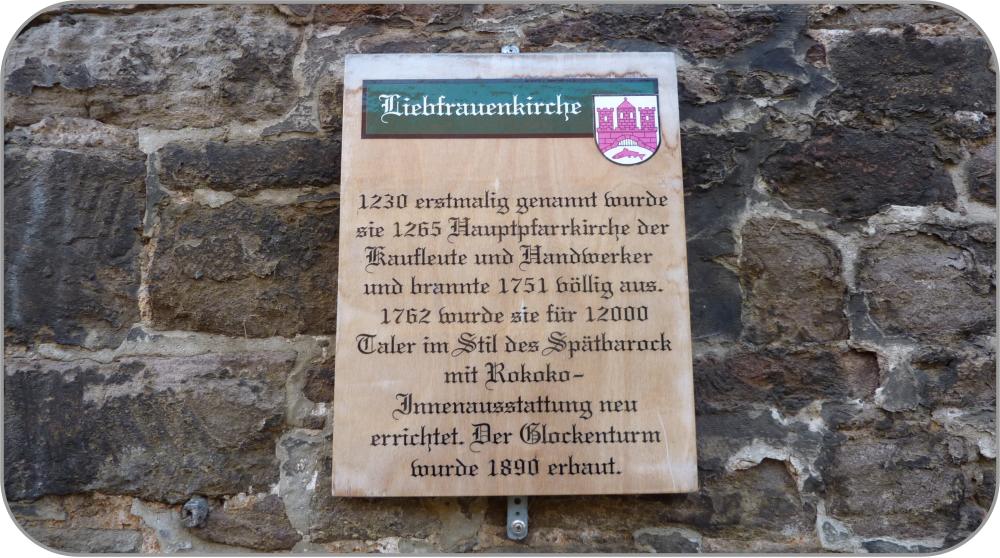 Liebfrauenkirche
1230 erstmalig genannt wurde
sie 1265 Hauptpfarrkirche der
Kaufleute und Handwerker
und brannte 1751 völlig aus.
1762 wurde sie für 12000
Taler im Stil des Spätbarock
mit Rokoko-
Innenausstattung neu
errichtet. Der Glockenturm
wurde 1890 erbaut.